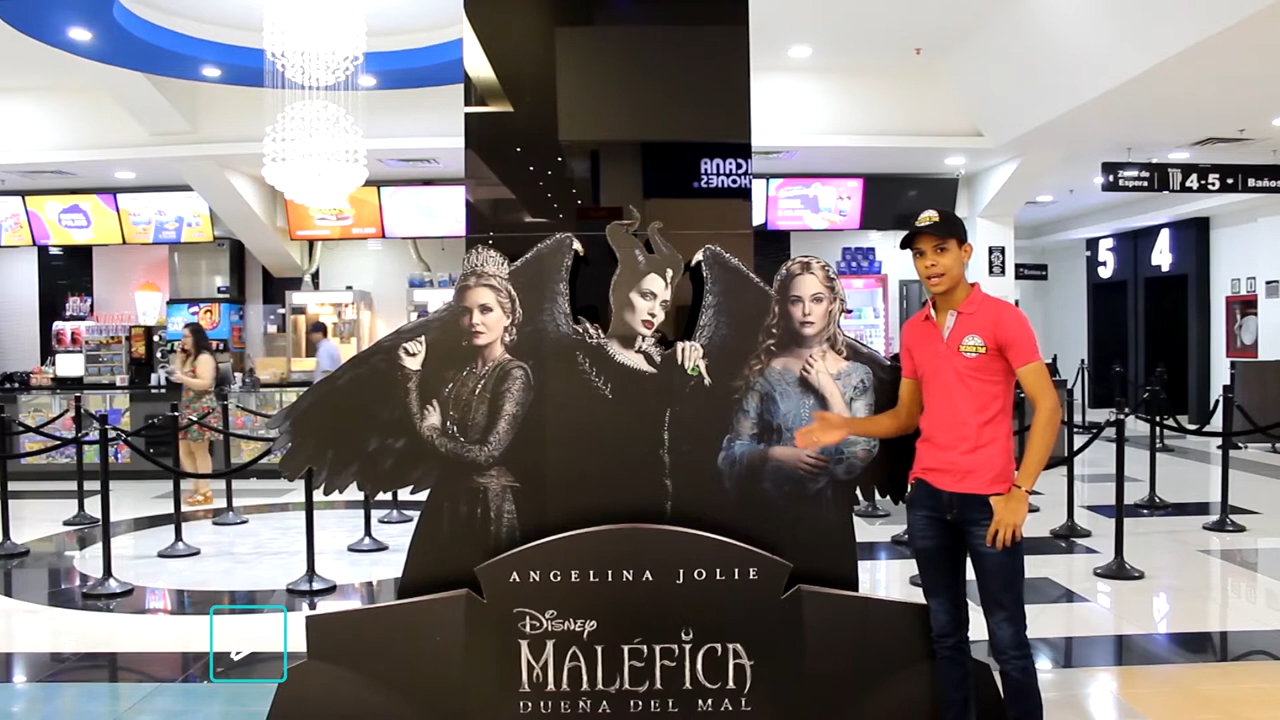 Zona de
Espera
4-5
Baños
5
4
ANGELINA JOLIE
DISNEY
MALÉFICA
DUEÑA DEL MAL